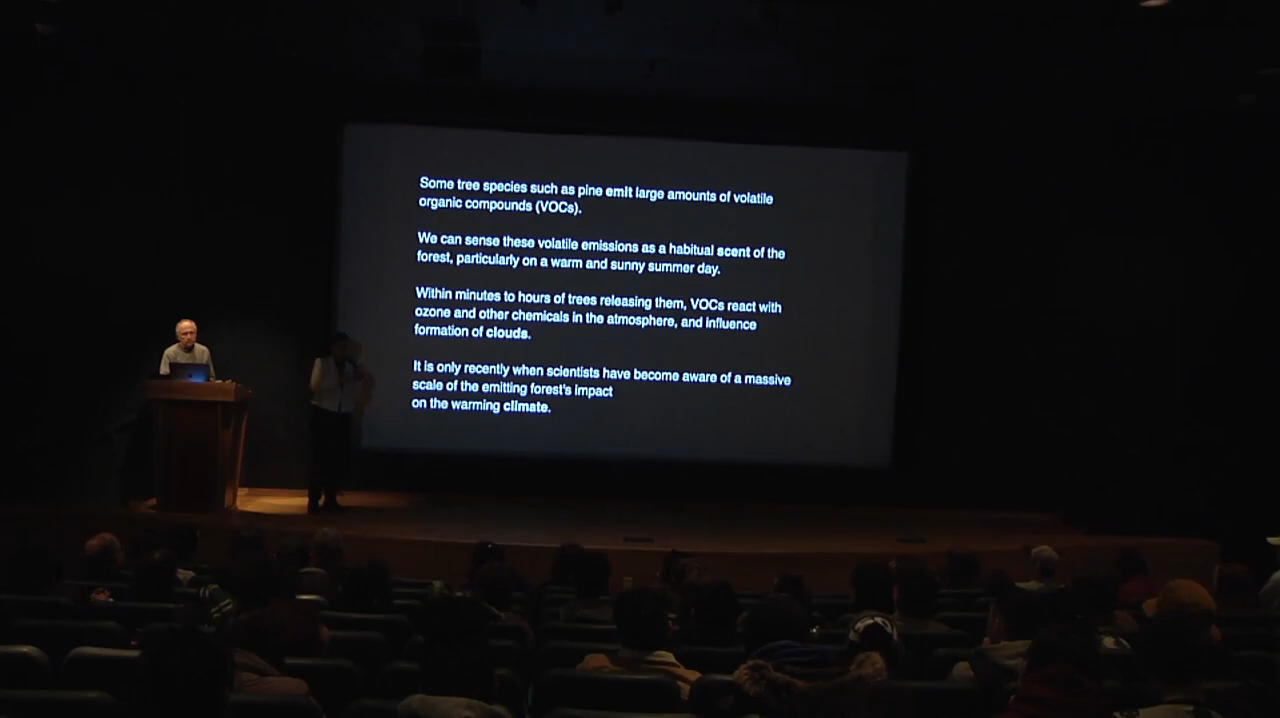 Some tree species such as pine emit large amounts of volatile
organic compounds (VOCs).
We can sense these volatile emissions as a habitual scent of the
forest, particularly on a warm and sunny summer day.
Within minutes to hours of trees releasing them, VOCs react with
ozone and other chemicals in the atmosphere, and influence
formation of clouds.
It is only recently when scientists have become aware of a massive
scale of the emitting forest's impact
on the warming climate.